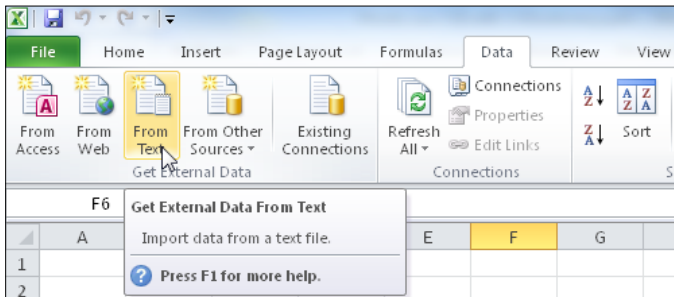 File Home Insert Page Layout Formulas Data Review View
Connections
Properties
Edit Links
From Access
From Web
From Text
From Other Sources
Existing Connections
Refresh All
A Z
Z A
Sort
Get External Data
Connections
S
F6
Get External Data From Text
Import data from a text file.
Press F1 for more help.
A E F G
1
2